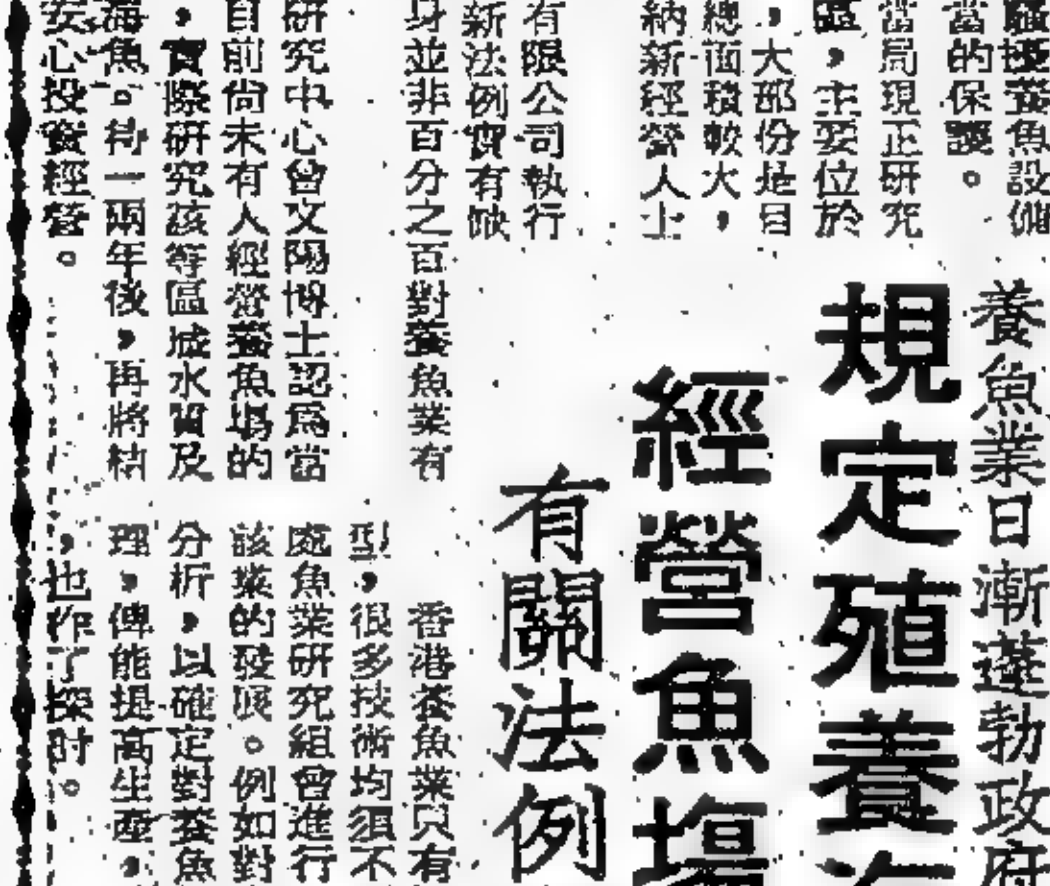 騷擾養魚設備
當的保護。
當局現正研究
區,主要位於
,大部份是目
總面積較大,
納新經營人士
養魚業日漸蓬勃政府
規定殖養
經營魚塲
有關法例
有限公司執行
新法例實有缺
身並非百分之百對養魚業有
研究中心曾文陽博士認爲當
目前尚未有人經營養魚塲的
,實際研究該等區域水質及
海魚。待一兩年後,再將結
安心投資經營。
香港養魚業只有
型,很多技術均須不
處魚業研究組曾進行
該業的發展。例如對
分析,以確定對養魚
理,俾能提高生產,
,也作了探討。